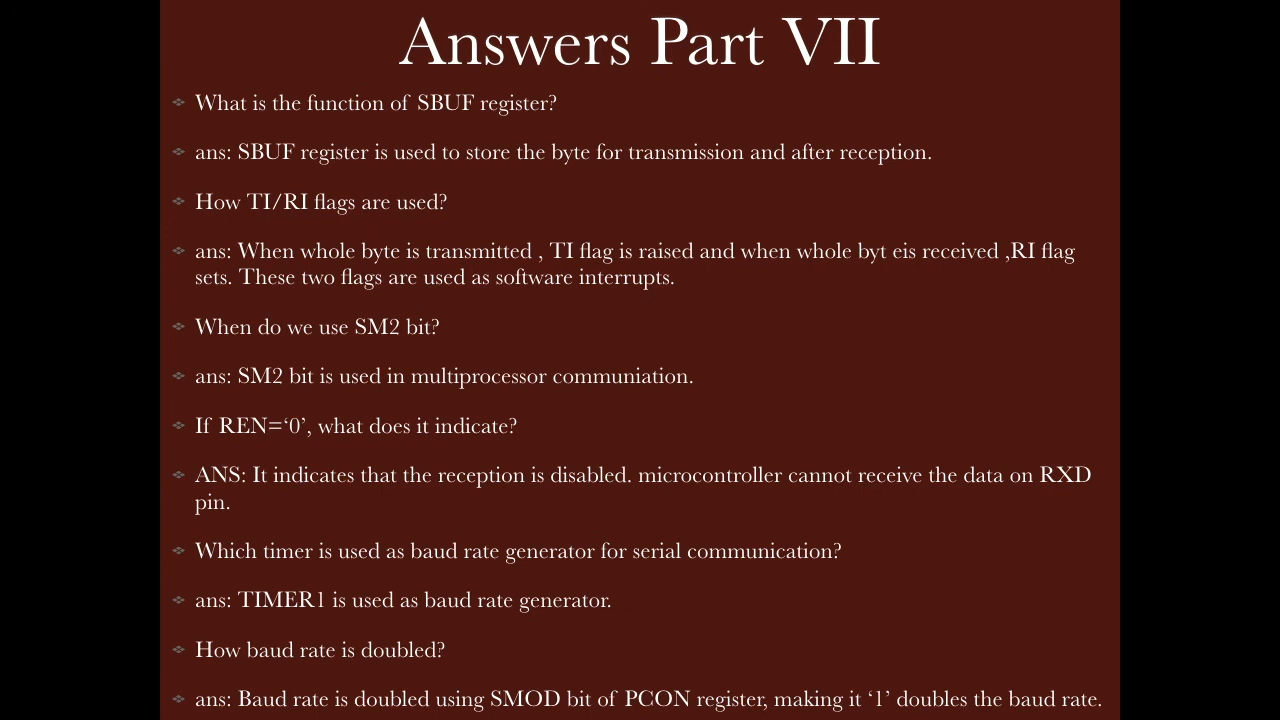 Answers Part VII
What is the function of SBUF register?
ans: SBUF register is used to store the byte for transmission and after reception.
How TI/RI flags are used?
ans: When whole byte is transmitted , TI flag is raised and when whole byt eis received ,RI flag
sets. These two flags are used as software interrupts.
When do we use SM2 bit?
ans: SM2 bit is used in multiprocessor communiation.
If REN=‘0’, what does it indicate?
ANS: It indicates that the reception is disabled. microcontroller cannot receive the data on RXD
pin.
Which timer is used as baud rate generator for serial communication?
ans: TIMER1 is used as baud rate generator.
How baud rate is doubled?
ans: Baud rate is doubled using SMOD bit of PCON register, making it ‘1’ doubles the baud rate.